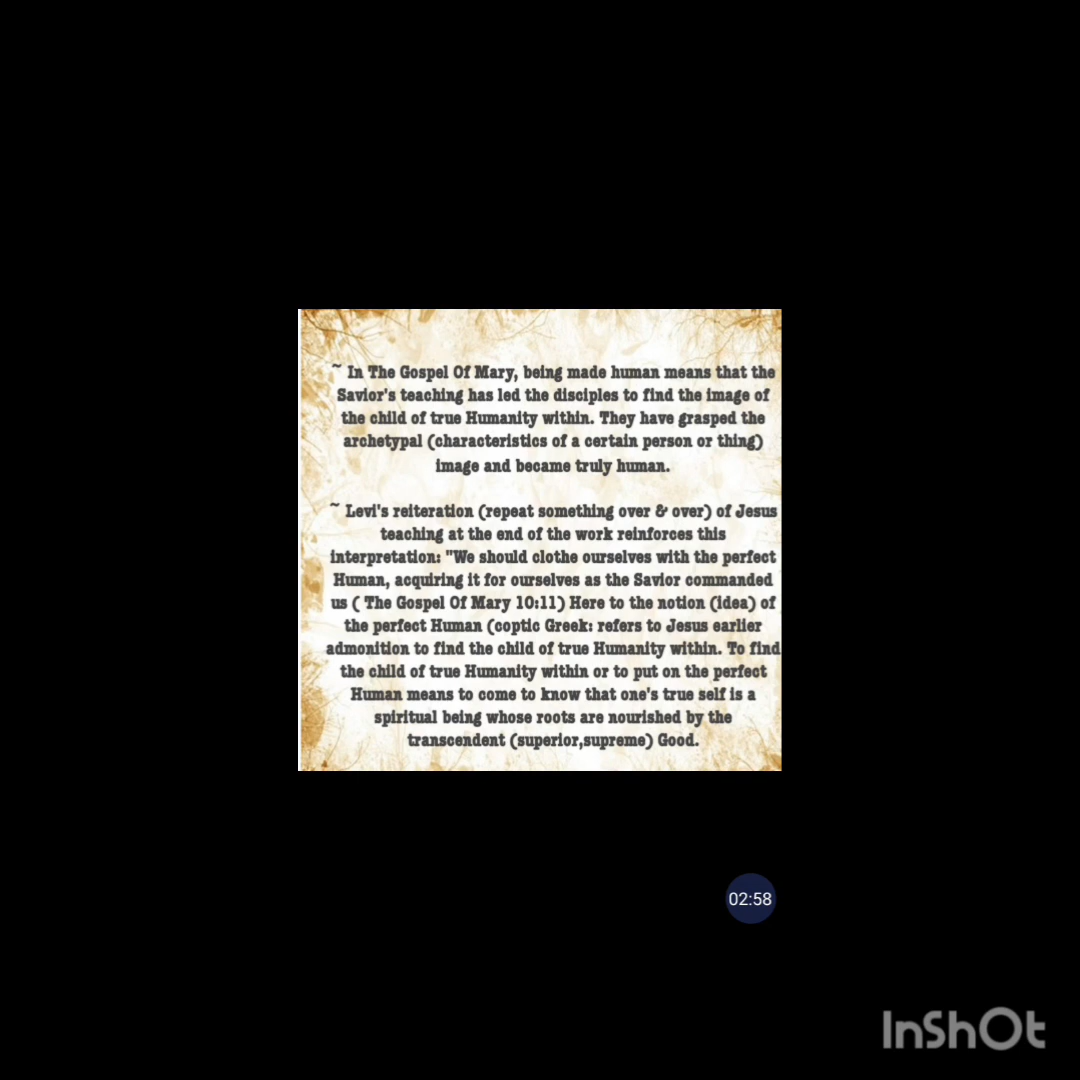 ~ In The Gospel Of Mary, being made human means that the
Savior's teaching has led the disciples to find the image of
the child of true Humanity within. They have grasped the
archetypal (characteristics of a certain person or thing)
image and became truly human.
~ Levi's reiteration (repeat something over & over) of Jesus
teaching at the end of the work reinforces this
interpretation: "We should clothe ourselves with the perfect
Human, acquiring it for ourselves as the Savior commanded
us ( The Gospel Of Mary 10:11) Here to the notion (idea) of
the perfect Human (coptic Greek: refers to Jesus earlier
admonition to find the child of true Humanity within. To find
the child of true Humanity within or to put on the perfect
Human means to come to know that one's true self is a
spiritual being whose roots are nourished by the
transcendent (superior,supreme) Good.
02:58
InShOt